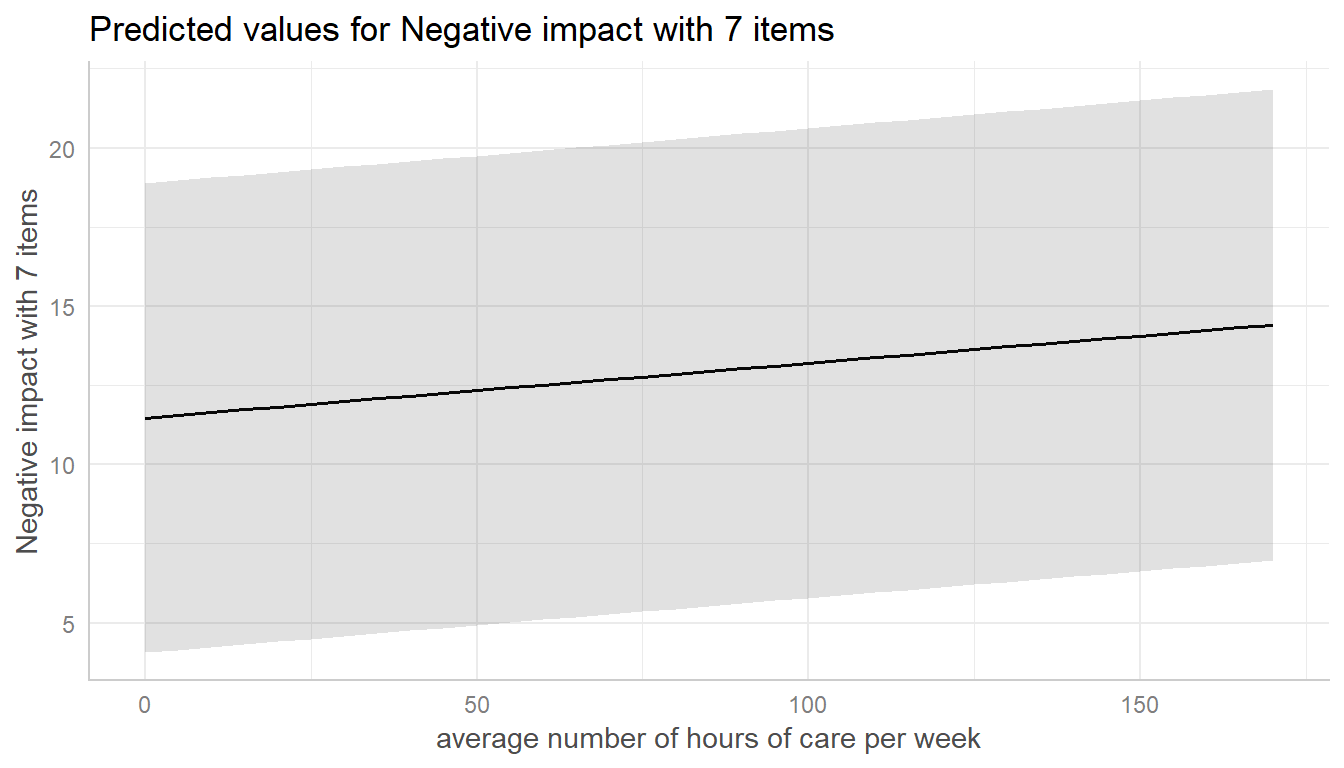 Predicted values for Negative impact with 7 items
Negative impact with 7 items
20
15
10
5
0 50 100 150
average number of hours of care per week